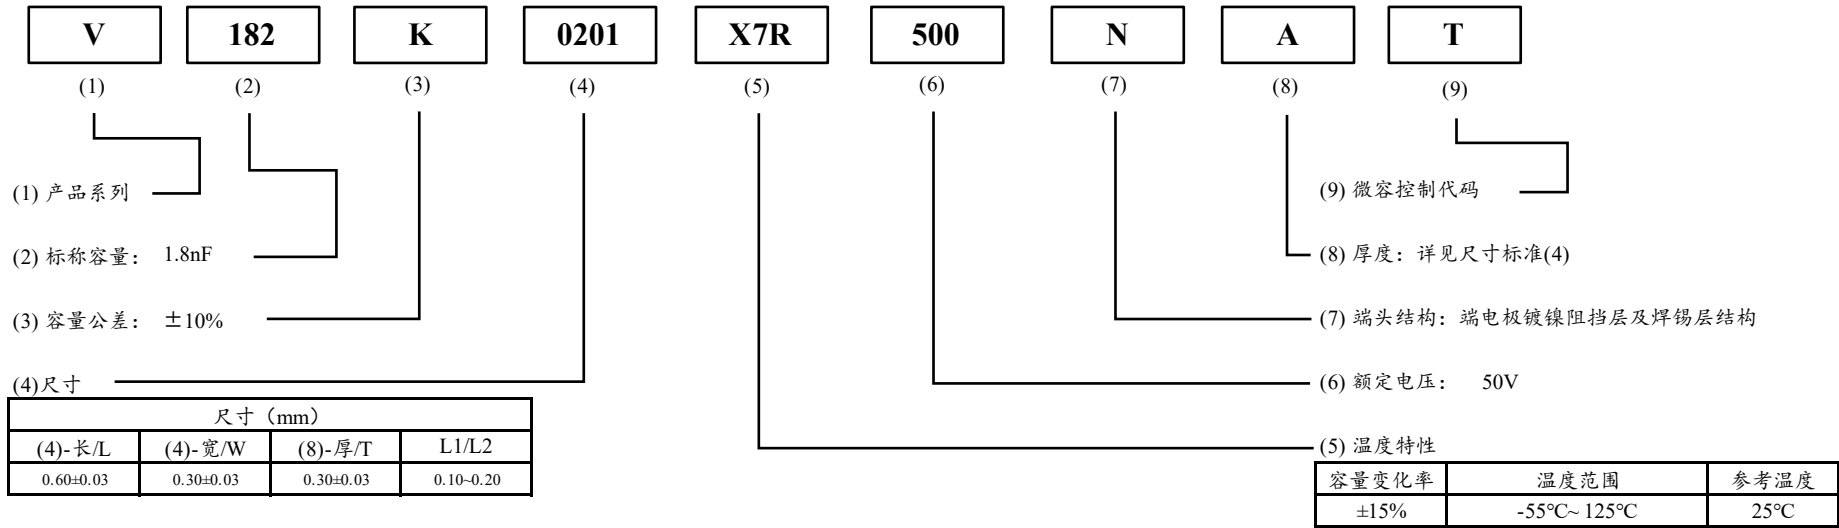 V 182 K 0201 X7R 500 N A T
(1) (2) (3) (4) (5) (6) (7) (8) (9)
(1) 产品系列
(9) 微容控制代码
(2) 标称容量： 1.8nF
(8) 厚度：详见尺寸标准(4)
(3) 容量公差： ±10%
(7) 端头结构：端电极镀镍阻挡层及焊锡层结构
(4)尺寸
(6) 额定电压： 50V
尺寸（mm）
(4)-长/L (4)-宽/W (8)-厚/T L1/L2
0.60±0.03 0.30±0.03 0.30±0.03 0.10~0.20
(5) 温度特性
容量变化率 温度范围 参考温度
±15% -55℃~ 125℃ 25℃